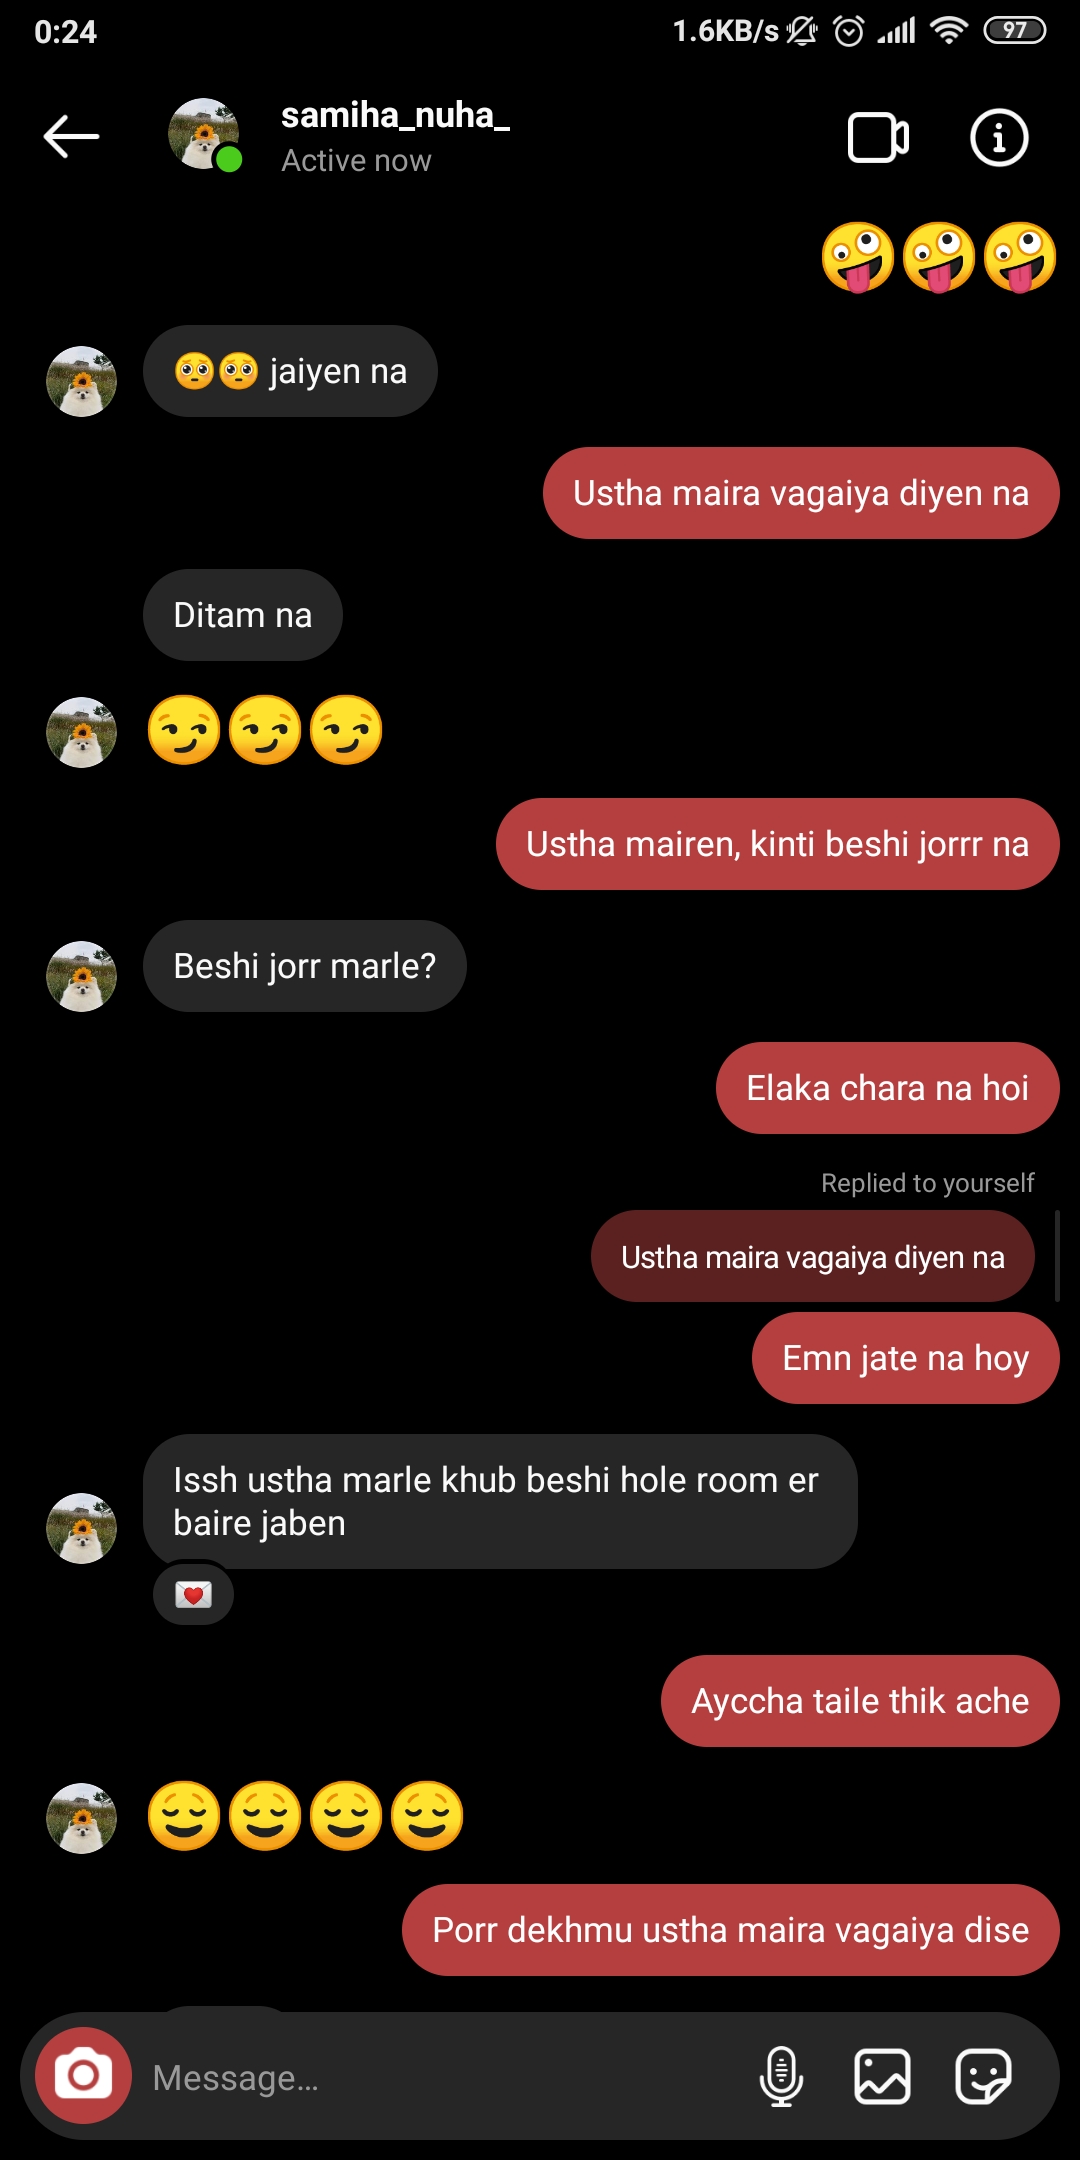 0:24
1.6KB/s
97
samiha_nuha_
Active now
🤪🤪🤪
🥺🥺 jaiyen na
Ustha maira vagaiya diyen na
Ditam na
😏😏😏
Ustha mairen, kinti beshi jorrr na
Beshi jorr marle?
Elaka chara na hoi
Replied to yourself
Ustha maira vagaiya diyen na
Emn jate na hoy
Issh ustha marle khub beshi hole room er
baire jaben
💌
Ayccha taile thik ache
😌😌😌😌
Porr dekhmu ustha maira vagaiya dise
Message...